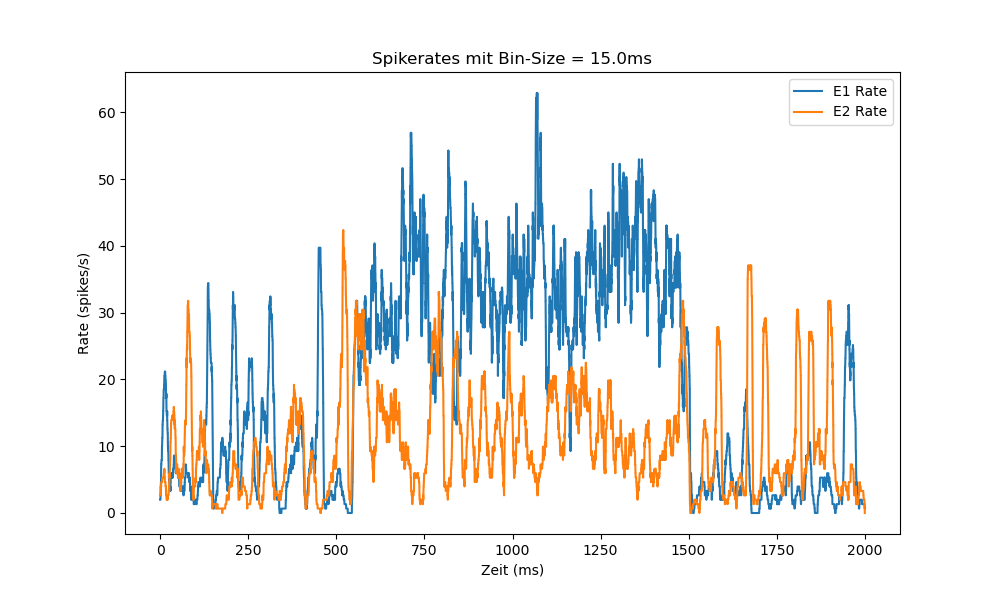 Spikerates mit Bin-Size = 15.0ms
E1 Rate
E2 Rate
Rate (spikes/s)
60
50
40
30
20
10
0
0 250 500 750 1000 1250 1500 1750 2000
Zeit (ms)